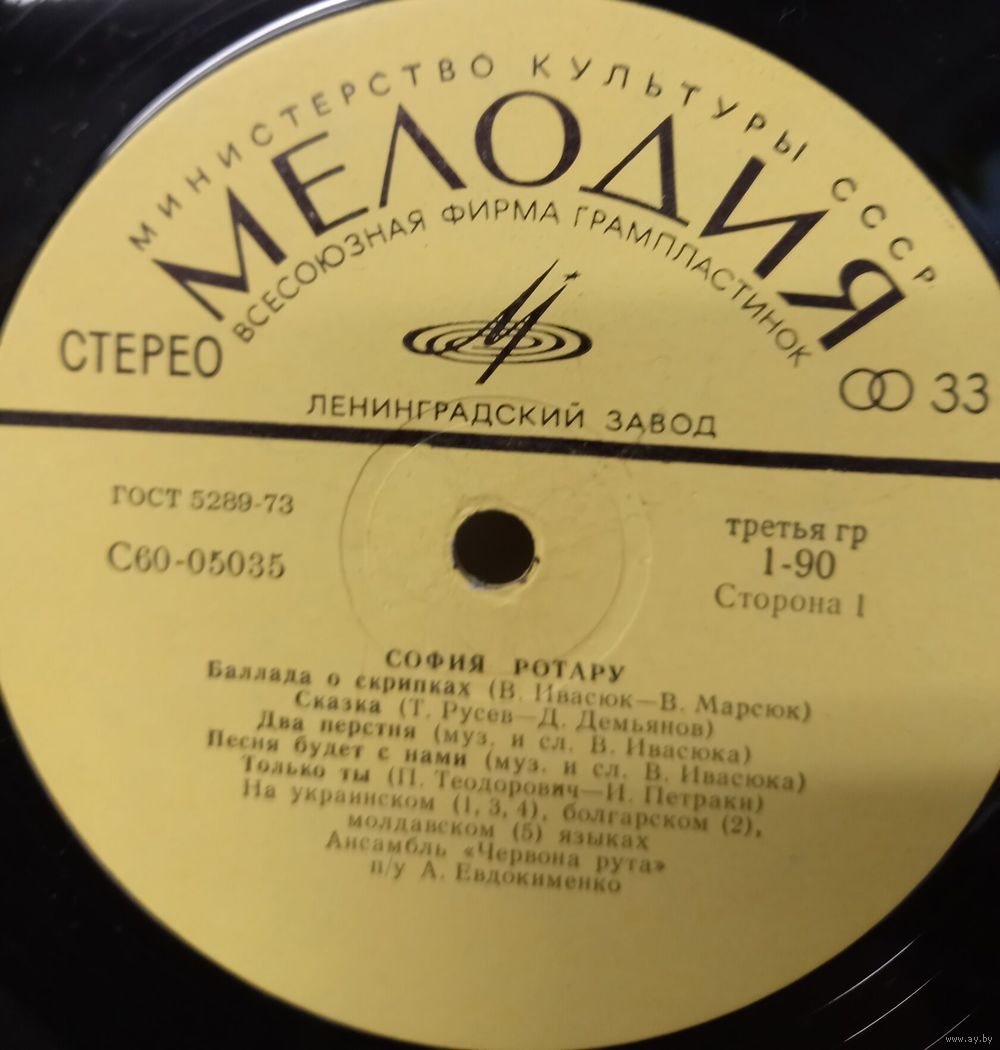 МИНИСТЕРСТВО КУЛЬТУРЫ СССР
МЕЛОДИЯ
ВСЕСОЮЗНАЯ ФИРМА ГРАМПЛАСТИНОК
СТЕРЕО
33
ЛЕНИНГРАДСКИЙ ЗАВОД
ГОСТ 5289-73
третья гр
С60-05035
1-90
Сторона 1
СОФИЯ РОТАРУ
Баллада о скрипках (В. Ивасюк—В. Марсюк)
Сказка (Т. Русев—Д. Демьянов)
Два перстня (муз. и сл. В. Ивасюка)
Песня будет с нами (муз. и сл. В. Ивасюка)
Только ты (П. Теодорович—И. Петраки)
На украинском (1, 3, 4), болгарском (2),
молдавском (5) языках
Ансамбль «Червона рута»
п/у А. Евдокименко
www.ay.by